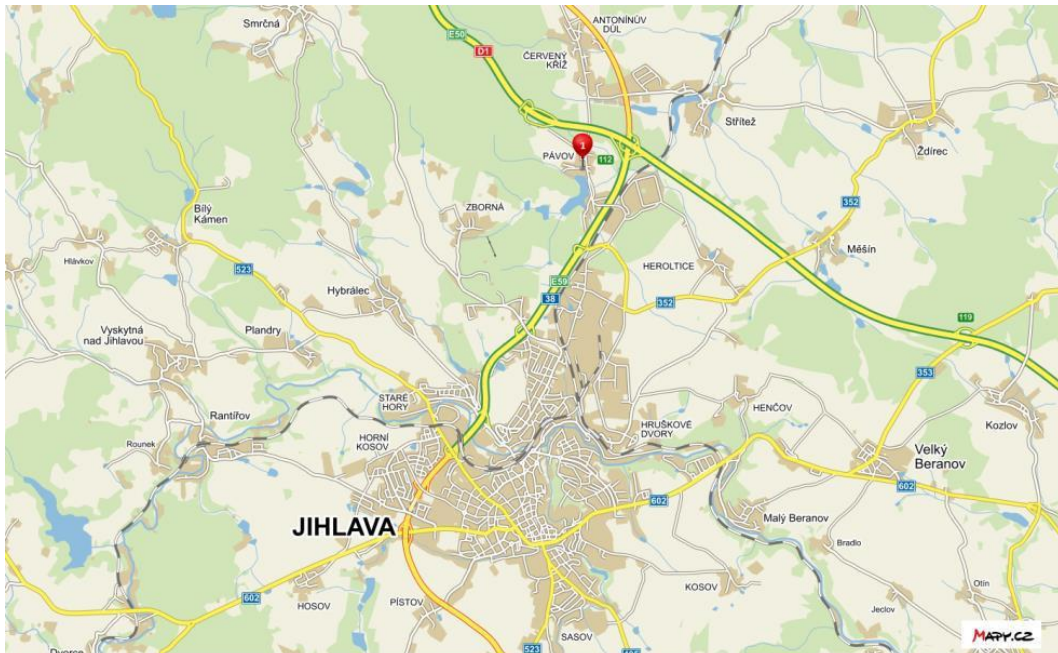 Smrčná
E50
D1
ANTONÍNŮV
DŮL
ČERVENÝ
KŘÍŽ
Střítež
Ždírec
1
PÁVOV
112
352
Bílý
Kámen
ZBORNÁ
Měšín
Hlávkov
523
HEROLTICE
E59
38
352
Hybrálec
Vyskytná
nad Jihlavou
Plandry
119
353
STARÉ
HORY
Rantířov
HENČOV
Kozlov
HRUŠKOVÉ
DVORY
Rounek
HORNÍ
KOSOV
Velký
Beranov
602
602
JIHLAVA
Malý Beranov
Bradlo
KOSOV
Otín
602
HOSOV
PÍSTOV
Jeclov
SASOV
Dvorce
MAPY.CZ